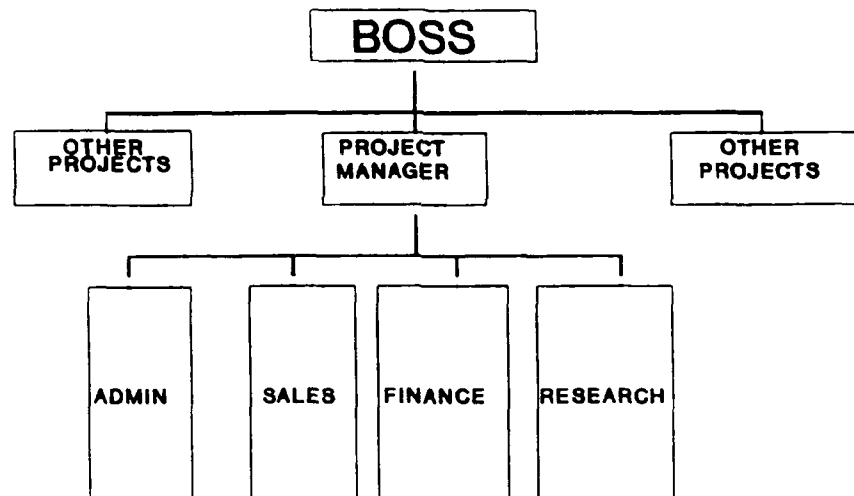 BOSS
OTHER
PROJECTS
PROJECT
MANAGER
OTHER
PROJECTS
ADMIN
SALES
FINANCE
RESEARCH